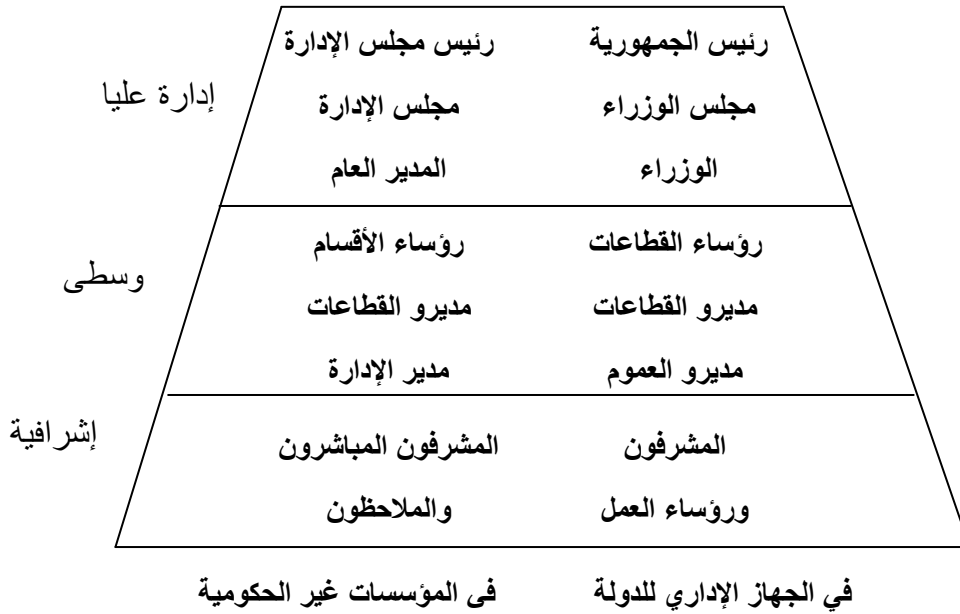 رئيس الجمهورية رئيس مجلس الإدارة
إدارة عليا مجلس الوزراء مجلس الإدارة
الوزراء المدير العام
رؤساء القطاعات رؤساء الأقسام
وسطى مديرو القطاعات مديرو القطاعات
مديرو العموم مدير الإدارة
إشرافية المشرفون المشرفون المباشرون
ورؤساء العمل والملاحظون
في الجهاز الإداري للدولة فى المؤسسات غير الحكومية